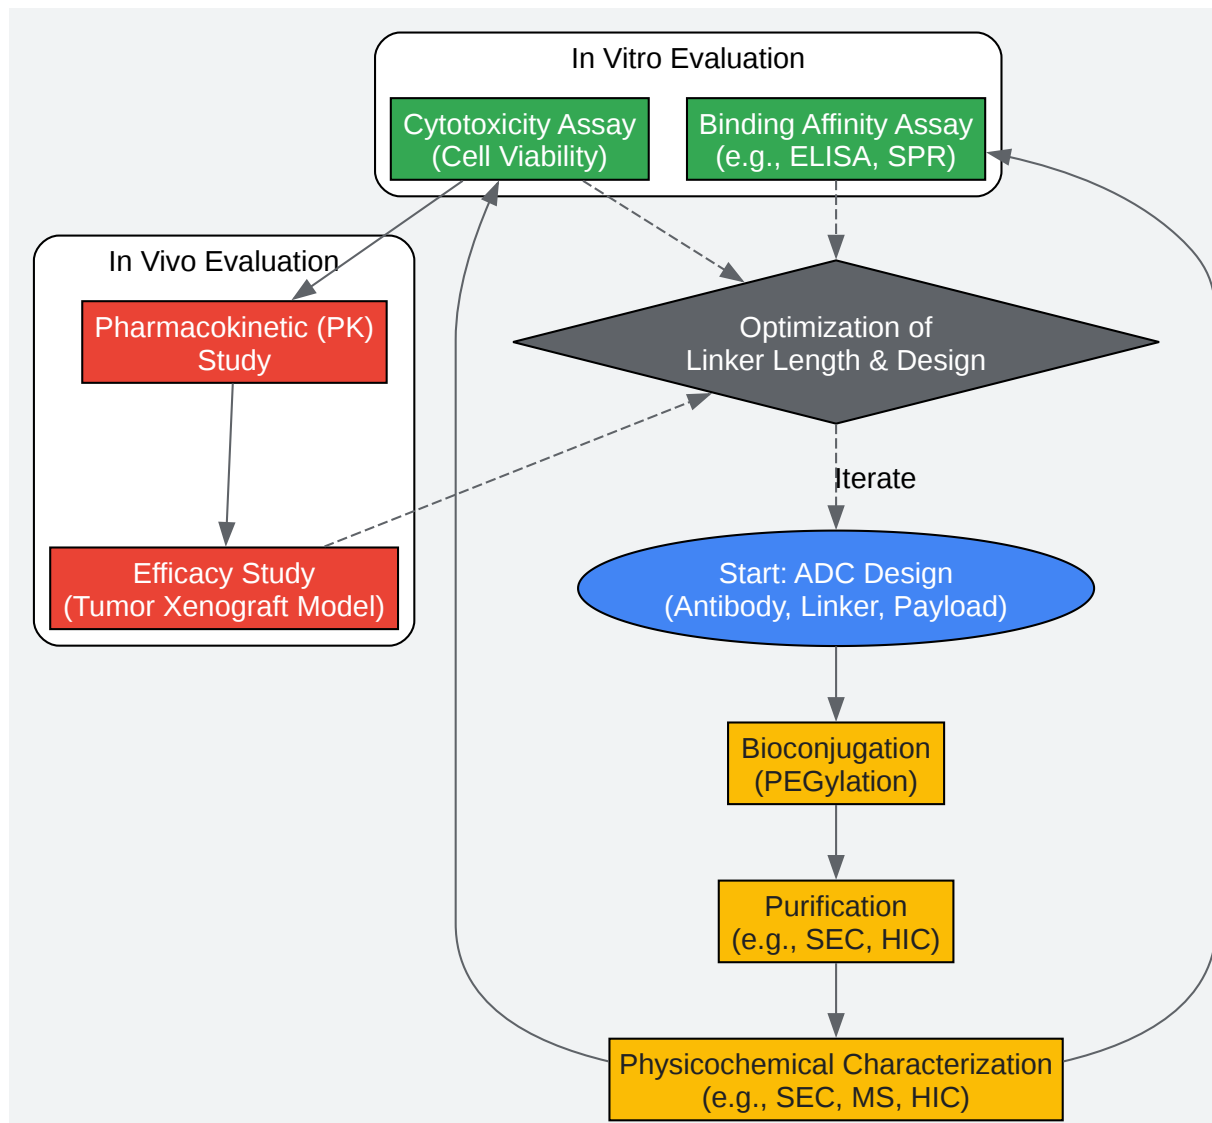 In Vitro Evaluation
Cytotoxicity Assay
(Cell Viability)
Binding Affinity Assay
(e.g., ELISA, SPR)
In Vivo Evaluation
Pharmacokinetic (PK)
Study
Optimization of
Linker Length & Design
Iterate
Efficacy Study
(Tumor Xenograft Model)
Start: ADC Design
(Antibody, Linker, Payload)
Bioconjugation
(PEGylation)
Purification
(e.g., SEC, HIC)
Physicochemical Characterization
(e.g., SEC, MS, HIC)